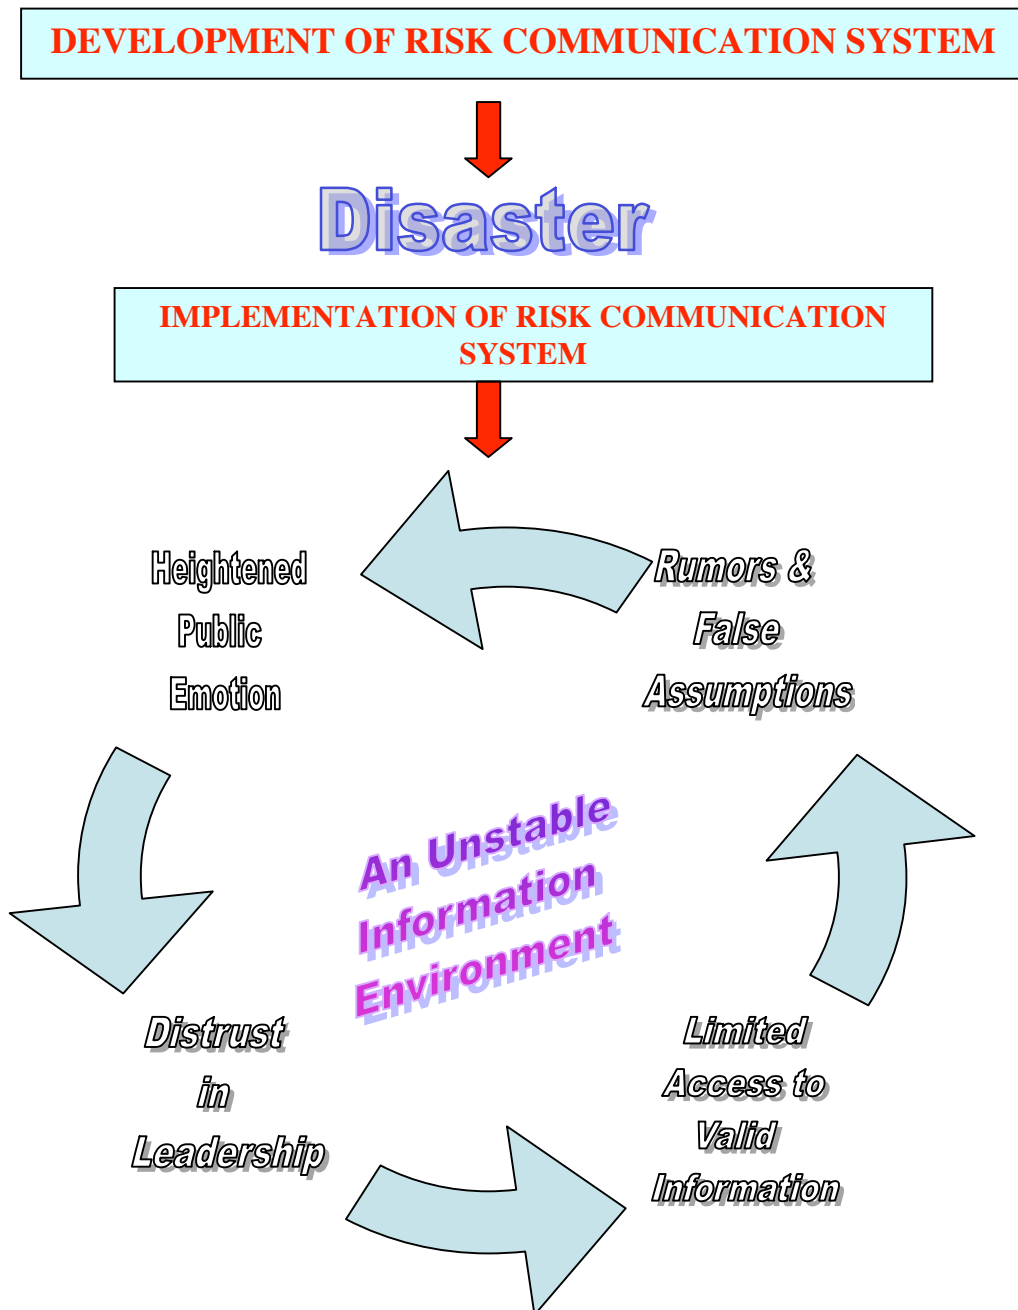 DEVELOPMENT OF RISK COMMUNICATION SYSTEM
Disaster
IMPLEMENTATION OF RISK COMMUNICATION
SYSTEM
Heightened
Public
Emotion
Rumors &
False
Assumptions
An Unstable
Information
Environment
Distrust
in
Leadership
Limited
Access to
Valid
Information